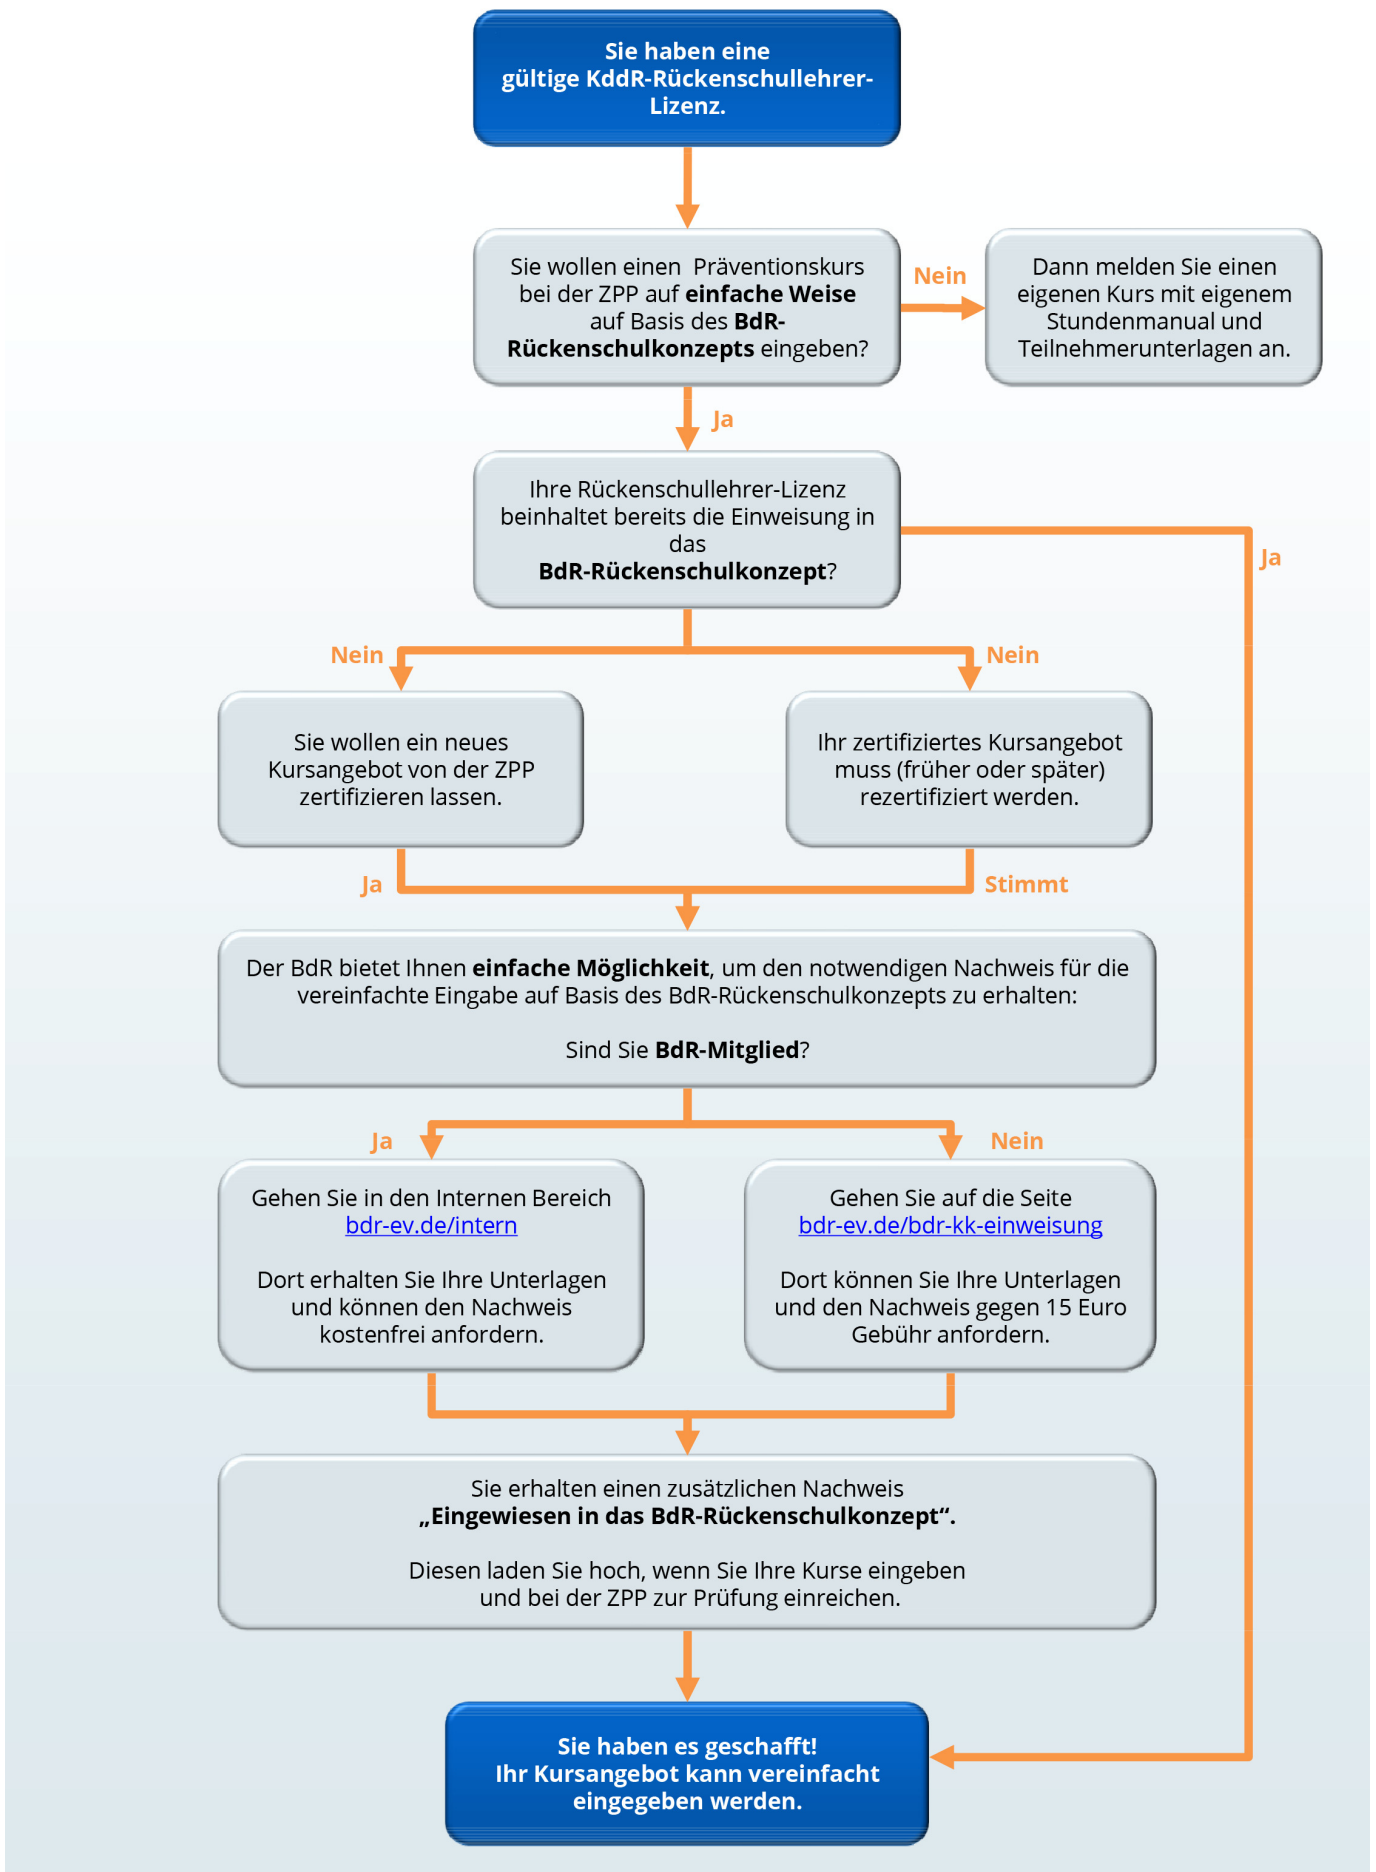 Sie haben eine
gültige KddR-Rückenschullehrer-
Lizenz.
Sie wollen einen Präventionskurs
bei der ZPP auf einfache Weise
auf Basis des BdR-
Rückenschulkonzepts eingeben?
Nein
Dann melden Sie einen
eigenen Kurs mit eigenem
Stundenmanual und
Teilnehmerunterlagen an.
Ja
Ihre Rückenschullehrer-Lizenz
beinhaltet bereits die Einweisung in
das
BdR-Rückenschulkonzept?
Ja
Nein
Nein
Sie wollen ein neues
Kursangebot von der ZPP
zertifizieren lassen.
Ihr zertifiziertes Kursangebot
muss (früher oder später)
rezertifiziert werden.
Ja
Stimmt
Der BdR bietet Ihnen einfache Möglichkeit, um den notwendigen Nachweis für die
vereinfachte Eingabe auf Basis des BdR-Rückenschulkonzepts zu erhalten:
Sind Sie BdR-Mitglied?
Ja
Nein
Gehen Sie in den Internen Bereich
bdr-ev.de/intern
Dort erhalten Sie Ihre Unterlagen
und können den Nachweis
kostenfrei anfordern.
Gehen Sie auf die Seite
bdr-ev.de/bdr-kk-einweisung
Dort können Sie Ihre Unterlagen
und den Nachweis gegen 15 Euro
Gebühr anfordern.
Sie erhalten einen zusätzlichen Nachweis
„Eingewiesen in das BdR-Rückenschulkonzept“.
Diesen laden Sie hoch, wenn Sie Ihre Kurse eingeben
und bei der ZPP zur Prüfung einreichen.
Sie haben es geschafft!
Ihr Kursangebot kann vereinfacht
eingegeben werden.